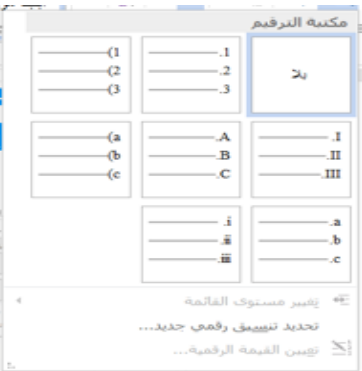 مكتبة الترقيم
بلا
1.
2.
3.
1)
2)
3)
I.
II.
III.
A.
B.
C.
a)
b)
c)
a.
b.
c.
i.
ii.
iii.
تغيير مستوى القائمة
تحديد تنسيق رقمي جديد...
تعيين القيمة الرقمية...